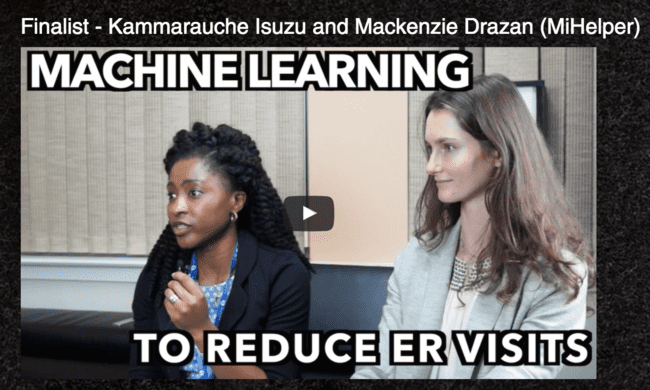 Finalist - Kammarauche Isuzu and Mackenzie Drazan (MiHelper)
MACHINE LEARNING
TO REDUCE ER VISITS